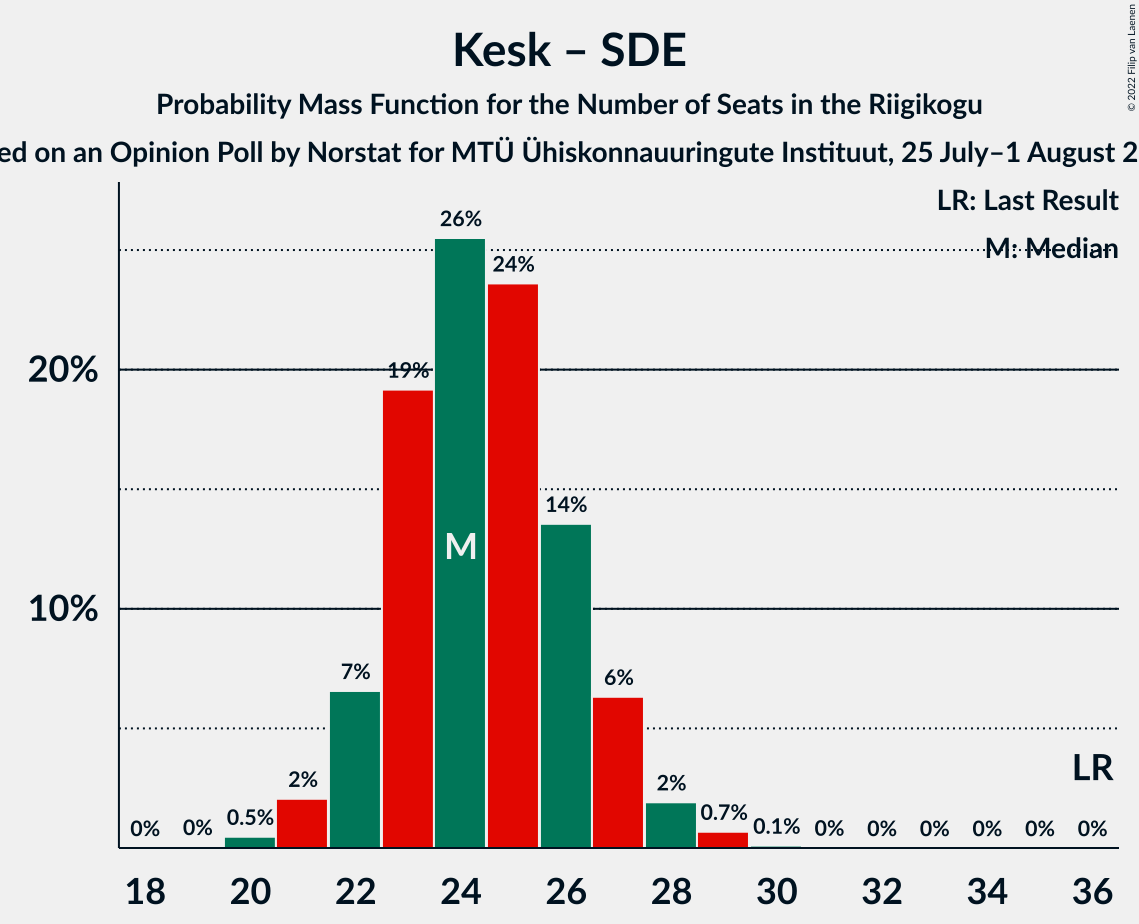 Kesk – SDE
Probability Mass Function for the Number of Seats in the Riigikogu
ed on an Opinion Poll by Norstat for MTÜ Ühiskonnauuringute Instituut, 25 July–1 August 2
© 2022 Filip van Laenen
LR: Last Result
M: Median
26%
24%
20%
19%
14%
M
10%
7%
6%
LR
2%
2%
0%
0%
0.5%
0.7%
0.1%
0%
0%
0%
0%
0%
0%
18 20 22 24 26 28 30 32 34 36